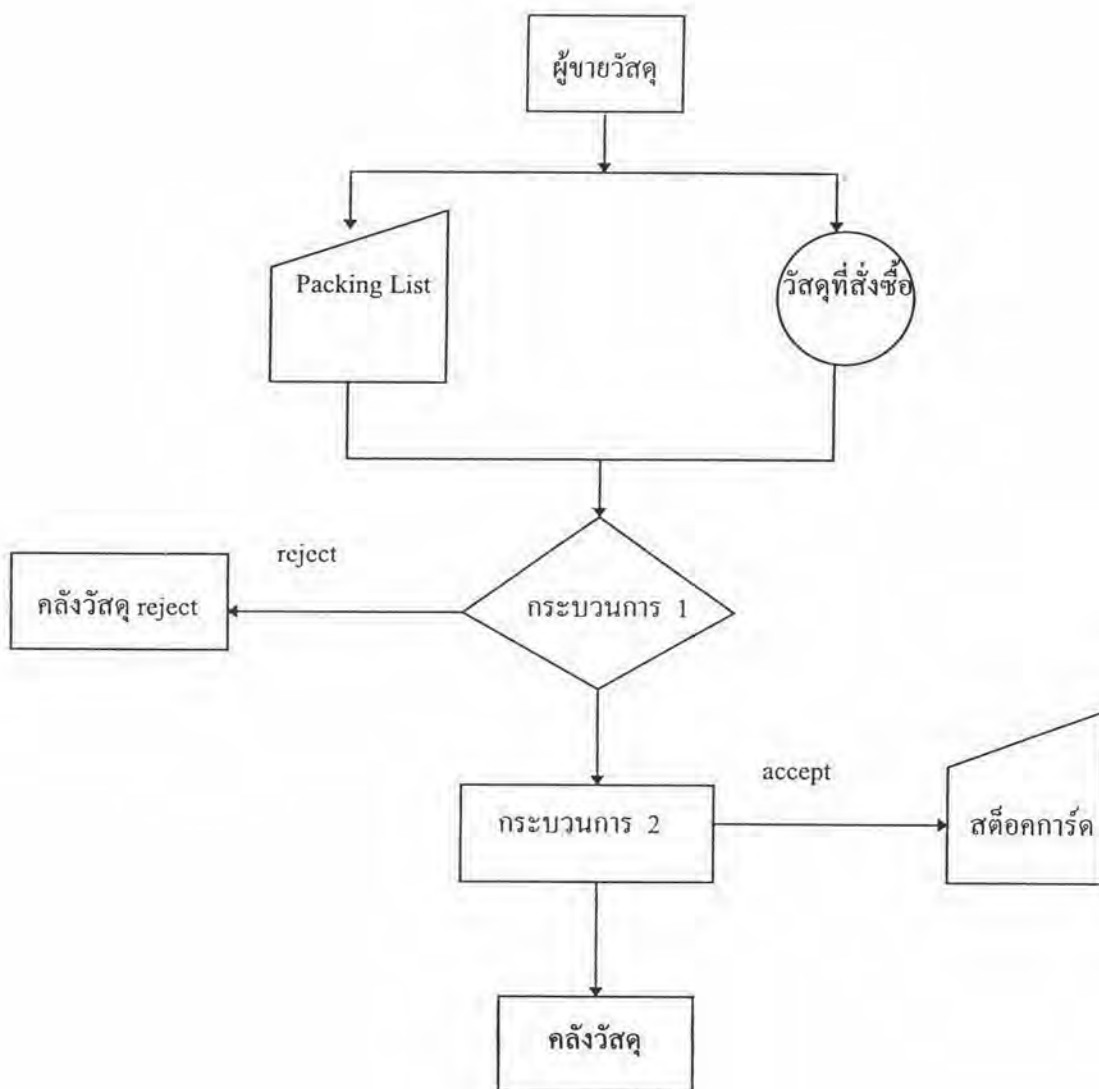 ผู้ขายวัสดุ
Packing List
วัสดุที่สั่งซื้อ
reject
คลังวัสดุ reject
กระบวนการ 1
accept
กระบวนการ 2
สต็อคการ์ด
คลังวัสดุ